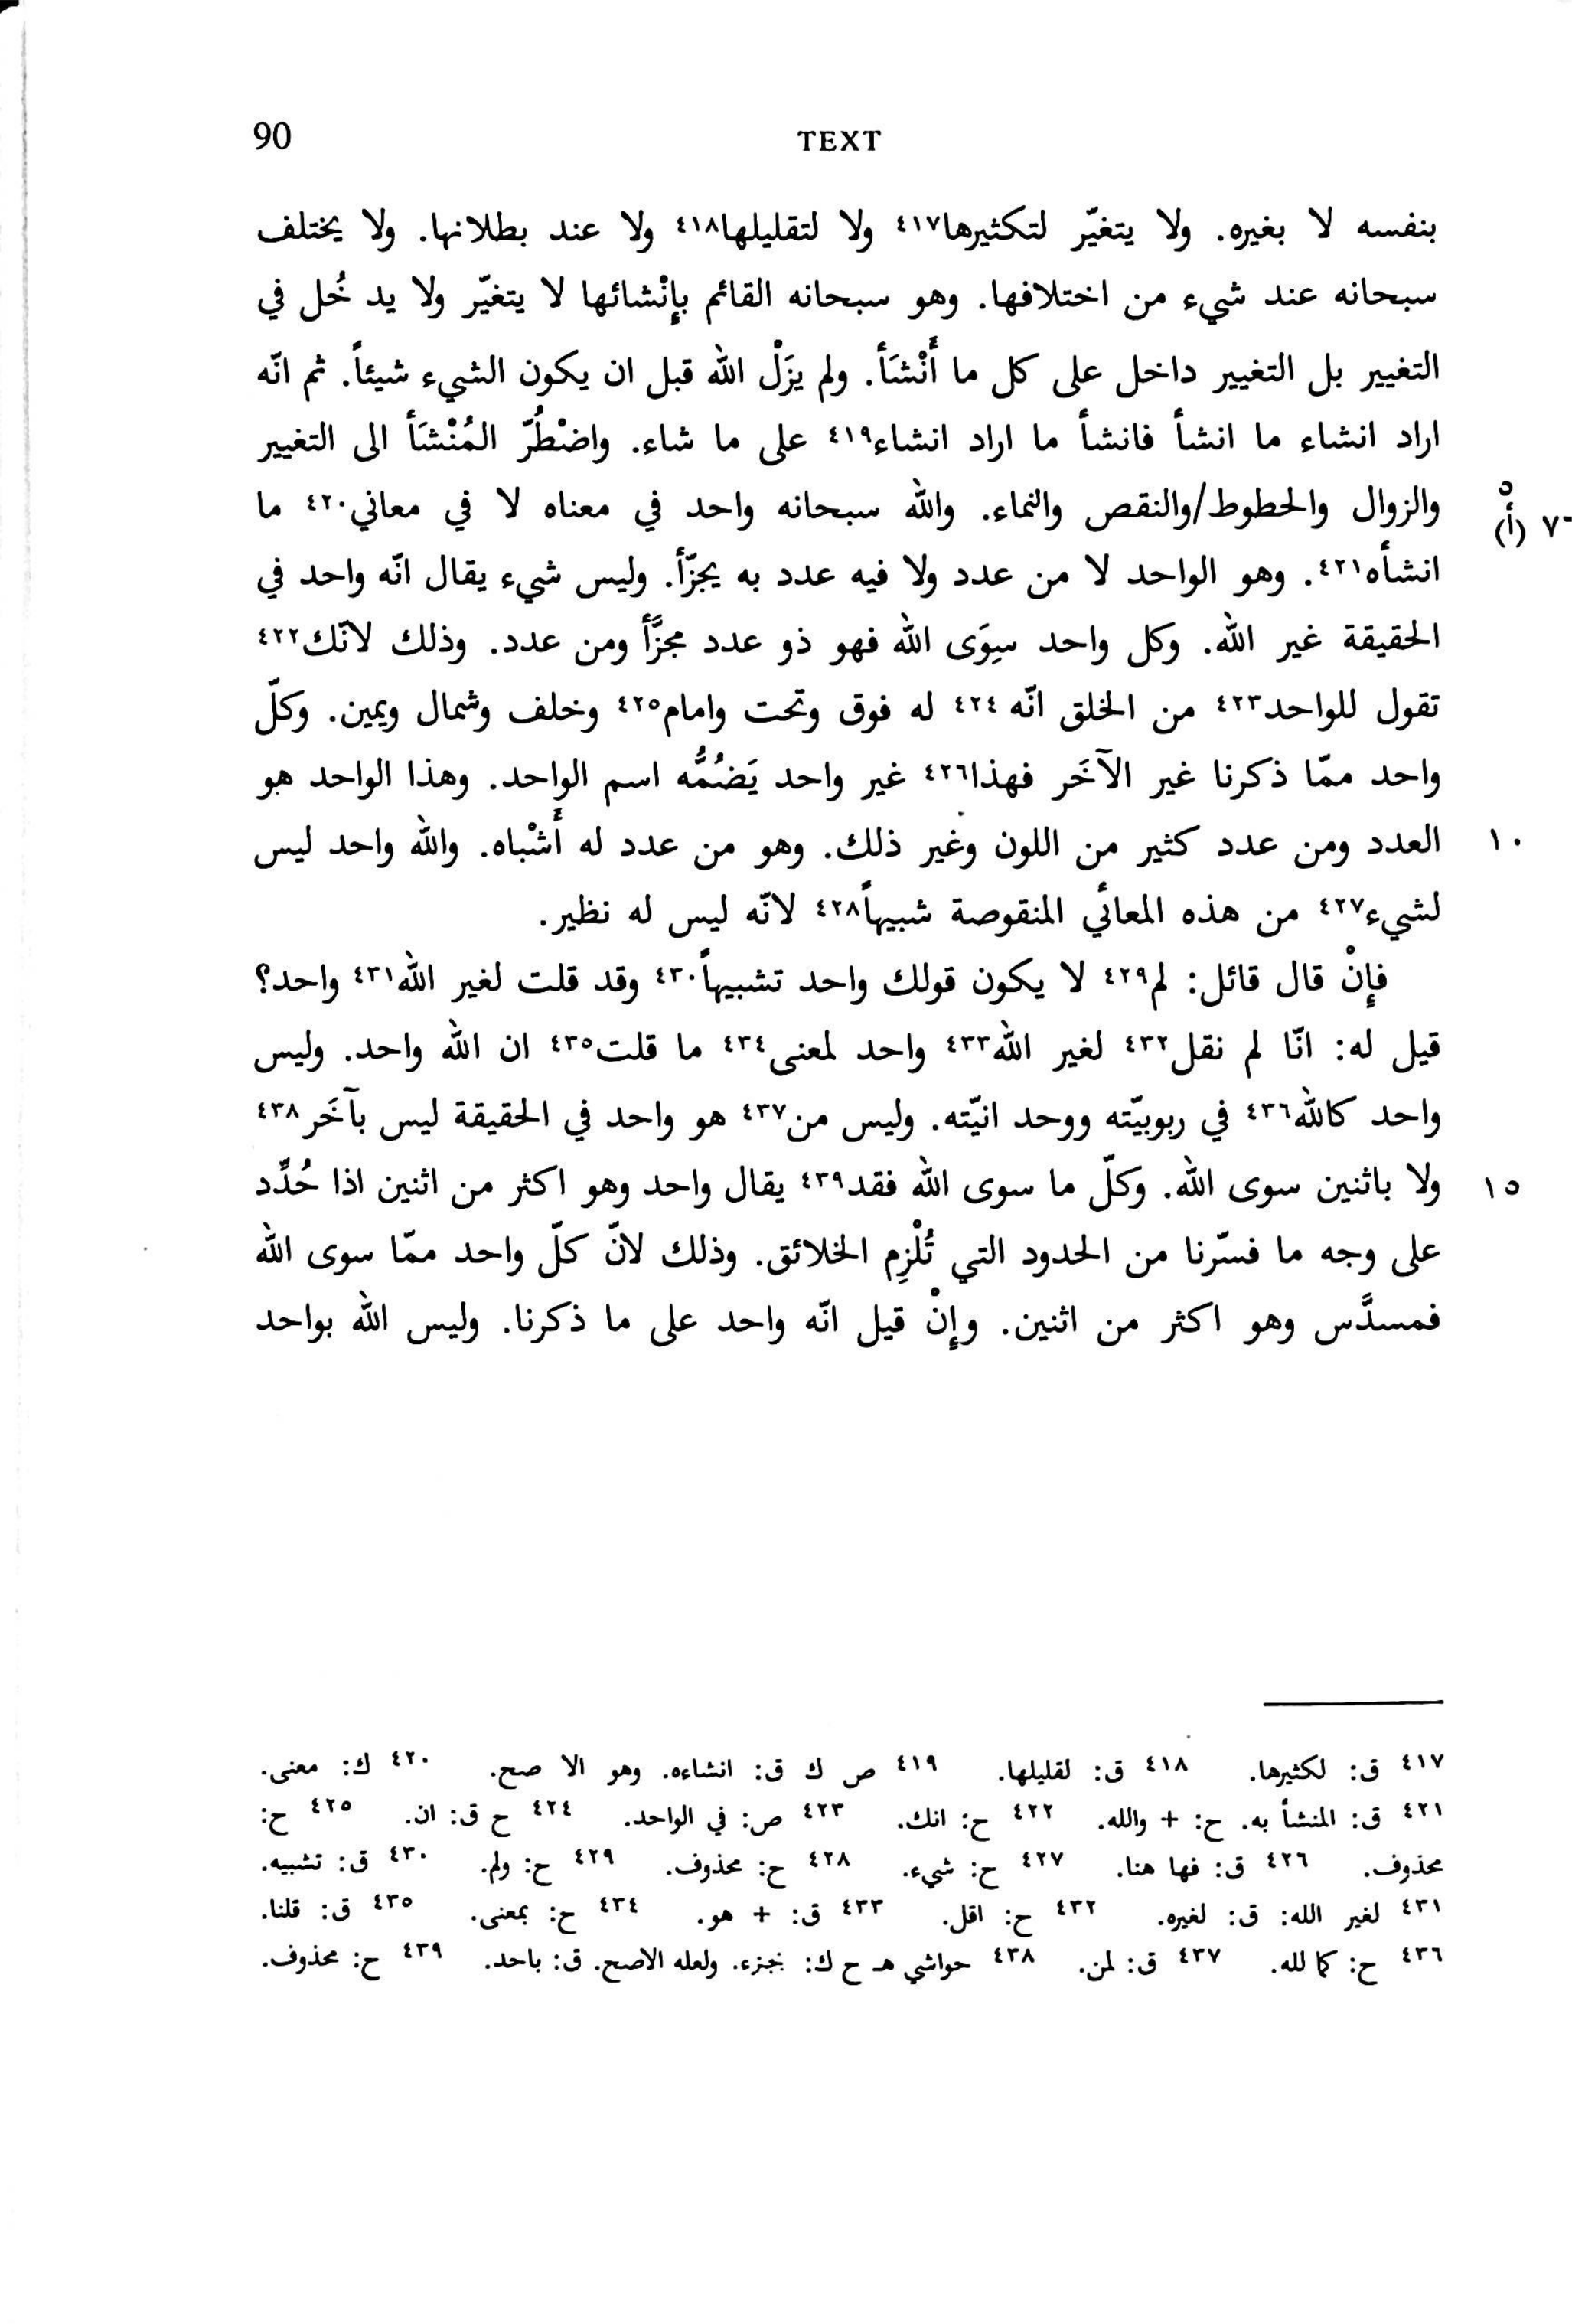 90 TEXT
بنفسه لا بغيره. ولا يتغيّر لتكثيرها٤١٧ ولا لتقليلها٤١٨ ولا عند بطلانها. ولا يختلف
سبحانه عند شيء من اختلافها. وهو سبحانه القائم بإنْشائها لا يتغيّر ولا يد خُل في
التغيير بل التغيير داخل على كل ما أَنْشَأ. ولم يزَلْ الله قبل ان يكون الشيء شيئاً. ثم انّه
اراد انشاء ما انشأ فانشأ ما اراد انشاء٤١٩ على ما شاء. واضْطُرّ المُنْشَأ الى التغيير
والزوال والحطوط/والنقص والنماء. والله سبحانه واحد في معناه لا في معاني٤٢٠ ما ٥ ٧٦ (أ)
انشأه٤٢١. وهو الواحد لا من عدد ولا فيه عدد به يجزّأ. وليس شيء يقال انّه واحد في
الحقيقة غير الله. وكل واحد سِوَى الله فهو ذو عدد مجزَّأ ومن عدد. وذلك لانّك٤٢٢
تقول للواحد٤٢٣ من الخلق انّه ٤٢٤ له فوق وتحت وامام٤٢٥ وخلف وشمال ويمين. وكلّ
واحد ممّا ذكرنا غير الآخَر فهذا٤٢٦ غير واحد يَضُمُّه اسم الواحد. وهذا الواحد هو
العدد ومن عدد كثير من اللون وغير ذلك. وهو من عدد له أَشْباه. والله واحد ليس ١٠
لشيء٤٢٧ من هذه المعاني المنقوصة شبيهاً٤٢٨ لانّه ليس له نظير.
فإنْ قال قائل: لم٤٢٩ لا يكون قولك واحد تشبيهاً٤٣٠ وقد قلت لغير الله٤٣١ واحد؟
قيل له: انّا لم نقل٤٣٢ لغير الله٤٣٣ واحد لمعنى٤٣٤ ما قلت٤٣٥ ان الله واحد. وليس
واحد كالله٤٣٦ في ربوبيّته ووحد انيّته. وليس من٤٣٧ هو واحد في الحقيقة ليس بآخَر٤٣٨
ولا باثنين سوى الله. وكلّ ما سوى الله فقد٤٣٩ يقال واحد وهو اكثر من اثنين اذا حُدِّد ١٥
على وجه ما فسّرنا من الحدود التي تُلْزِم الخلائق. وذلك لانّ كلّ واحد ممّا سوى الله
فمسدَّس وهو اكثر من اثنين. وإنْ قيل انّه واحد على ما ذكرنا. وليس الله بواحد
٤١٧ ق: لكثيرها. ٤١٨ ق: لقليلها. ٤١٩ ص ك ق: انشاءه. وهو الا صح. ٤٢٠ ك: معنى.
٤٢١ ق: المنشأ به. ح: + والله. ٤٢٢ ح: انك. ٤٢٣ ص: في الواحد. ٤٢٤ ح ق: ان. ٤٢٥ ح:
محذوف. ٤٢٦ ق: فها هنا. ٤٢٧ ح: شيء. ٤٢٨ ح: محذوف. ٤٢٩ ح: ولم. ٤٣٠ ق: تشبيه.
٤٣١ لغير الله: ق: لغيره. ٤٣٢ ح: اقل. ٤٣٣ ق: + هو. ٤٣٤ ح: بمعنى. ٤٣٥ ق: قلنا.
٤٣٦ ح: كما لله. ٤٣٧ ق: لمن. ٤٣٨ حواشي هـ ح ك: بجزء. ولعله الاصح. ق: باحد. ٤٣٩ ح: محذوف.